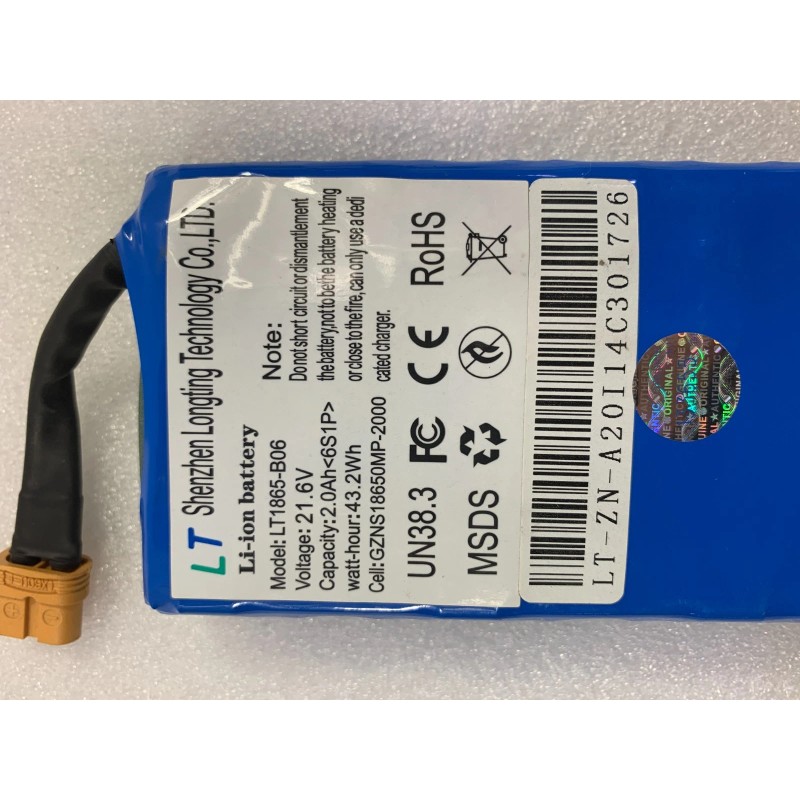 LT Shenzhen Longting Technology Co.,LTD.
Li-ion battery
Model: LT1865-B06
Voltage: 21.6V
Capacity:2.0Ah<6S1P>
watt-hour:43.2Wh
Cell:GZNS18650MP-2000
Note:
Do not short circuit or dismantlement
the battery,not to be the battery heating
or close to the fire,can only use a dedi
cated charger.
UN38.3 FC CE RoHS
MSDS
LT-ZN-A20I14C301726
ORIGINAL
AUTHENTIC